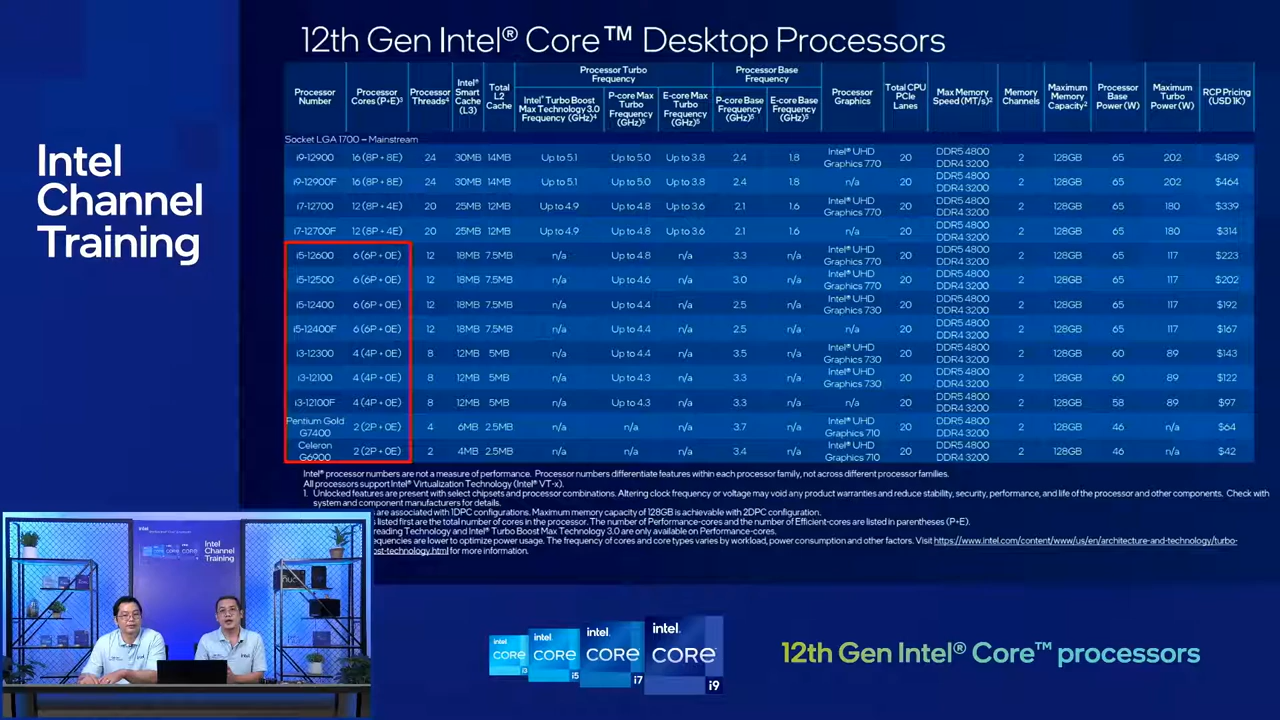 12th Gen Intel® Core™ Desktop Processors
Intel
Channel
Training
Processor Number
Processor Cores (P+E)³
Processor Threads⁴
Intel® Smart Cache (L3)
Total L2 Cache
Processor Turbo Frequency
Intel® Turbo Boost Max Technology 3.0 Frequency (GHz)⁴
P-core Max Turbo Frequency (GHz)⁵
E-core Max Turbo Frequency (GHz)⁵
Processor Base Frequency
P-core Base Frequency (GHz)⁵
E-core Base Frequency (GHz)⁵
Processor Graphics
Total CPU PCIe Lanes
Max Memory Speed (MT/s)²
Memory Channels
Maximum Memory Capacity²
Processor Base Power (W)
Maximum Turbo Power (W)
RCP Pricing (USD 1K)
Socket LGA 1700 – Mainstream
i9-12900 16 (8P + 8E) 24 30MB 14MB Up to 5.1 Up to 5.0 Up to 3.8 2.4 1.8 Intel® UHD Graphics 770 20 DDR5 4800 DDR4 3200 2 128GB 65 202 $489
i9-12900F 16 (8P + 8E) 24 30MB 14MB Up to 5.1 Up to 5.0 Up to 3.8 2.4 1.8 n/a 20 DDR5 4800 DDR4 3200 2 128GB 65 202 $464
i7-12700 12 (8P + 4E) 20 25MB 12MB Up to 4.9 Up to 4.8 Up to 3.6 2.1 1.6 Intel® UHD Graphics 770 20 DDR5 4800 DDR4 3200 2 128GB 65 180 $339
i7-12700F 12 (8P + 4E) 20 25MB 12MB Up to 4.9 Up to 4.8 Up to 3.6 2.1 1.6 n/a 20 DDR5 4800 DDR4 3200 2 128GB 65 180 $314
i5-12600 6 (6P + 0E) 12 18MB 7.5MB n/a Up to 4.8 n/a 3.3 n/a Intel® UHD Graphics 770 20 DDR5 4800 DDR4 3200 2 128GB 65 117 $223
i5-12500 6 (6P + 0E) 12 18MB 7.5MB n/a Up to 4.6 n/a 3.0 n/a Intel® UHD Graphics 770 20 DDR5 4800 DDR4 3200 2 128GB 65 117 $202
i5-12400 6 (6P + 0E) 12 18MB 7.5MB n/a Up to 4.4 n/a 2.5 n/a Intel® UHD Graphics 730 20 DDR5 4800 DDR4 3200 2 128GB 65 117 $192
i5-12400F 6 (6P + 0E) 12 18MB 7.5MB n/a Up to 4.4 n/a 2.5 n/a n/a 20 DDR5 4800 DDR4 3200 2 128GB 65 117 $167
i3-12300 4 (4P + 0E) 8 12MB 5MB n/a Up to 4.4 n/a 3.5 n/a Intel® UHD Graphics 730 20 DDR5 4800 DDR4 3200 2 128GB 60 89 $143
i3-12100 4 (4P + 0E) 8 12MB 5MB n/a Up to 4.3 n/a 3.3 n/a Intel® UHD Graphics 730 20 DDR5 4800 DDR4 3200 2 128GB 60 89 $122
i3-12100F 4 (4P + 0E) 8 12MB 5MB n/a Up to 4.3 n/a 3.3 n/a n/a 20 DDR5 4800 DDR4 3200 2 128GB 58 89 $97
Pentium Gold G7400 2 (2P + 0E) 4 6MB 2.5MB n/a n/a n/a 3.7 n/a Intel® UHD Graphics 710 20 DDR5 4800 DDR4 3200 2 128GB 46 n/a $64
Celeron G6900 2 (2P + 0E) 2 4MB 2.5MB n/a n/a n/a 3.4 n/a Intel® UHD Graphics 710 20 DDR5 4800 DDR4 3200 2 128GB 46 n/a $42
Intel® processor numbers are not a measure of performance. Processor numbers differentiate features within each processor family, not across different processor families.
All processors support Intel® Virtualization Technology (Intel® VT-x).
1. Unlocked features are present with select chipsets and processor combinations. Altering clock frequency or voltage may void any product warranties and reduce stability, security, performance, and life of the processor and other components. Check with
system and component manufacturers for details.
are associated with 1DPC configurations. Maximum memory capacity of 128GB is achievable with 2DPC configuration.
listed first are the total number of cores in the processor. The number of Performance-cores and the number of Efficient-cores are listed in parentheses (P+E).
reading Technology and Intel® Turbo Boost Max Technology 3.0 are only available on Performance-cores.
equencies are lower to optimize power usage. The frequency of cores and core types varies by workload, power consumption and other factors. Visit https://www.intel.com/content/www/us/en/architecture-and-technology/turbo-
ost-technology.html for more information.
intel
Intel
Channel
Training
nuc
intel
intel. CORE i3
intel. CORE i5
intel. CORE i7
intel. CORE i9
12th Gen Intel® Core™ processors